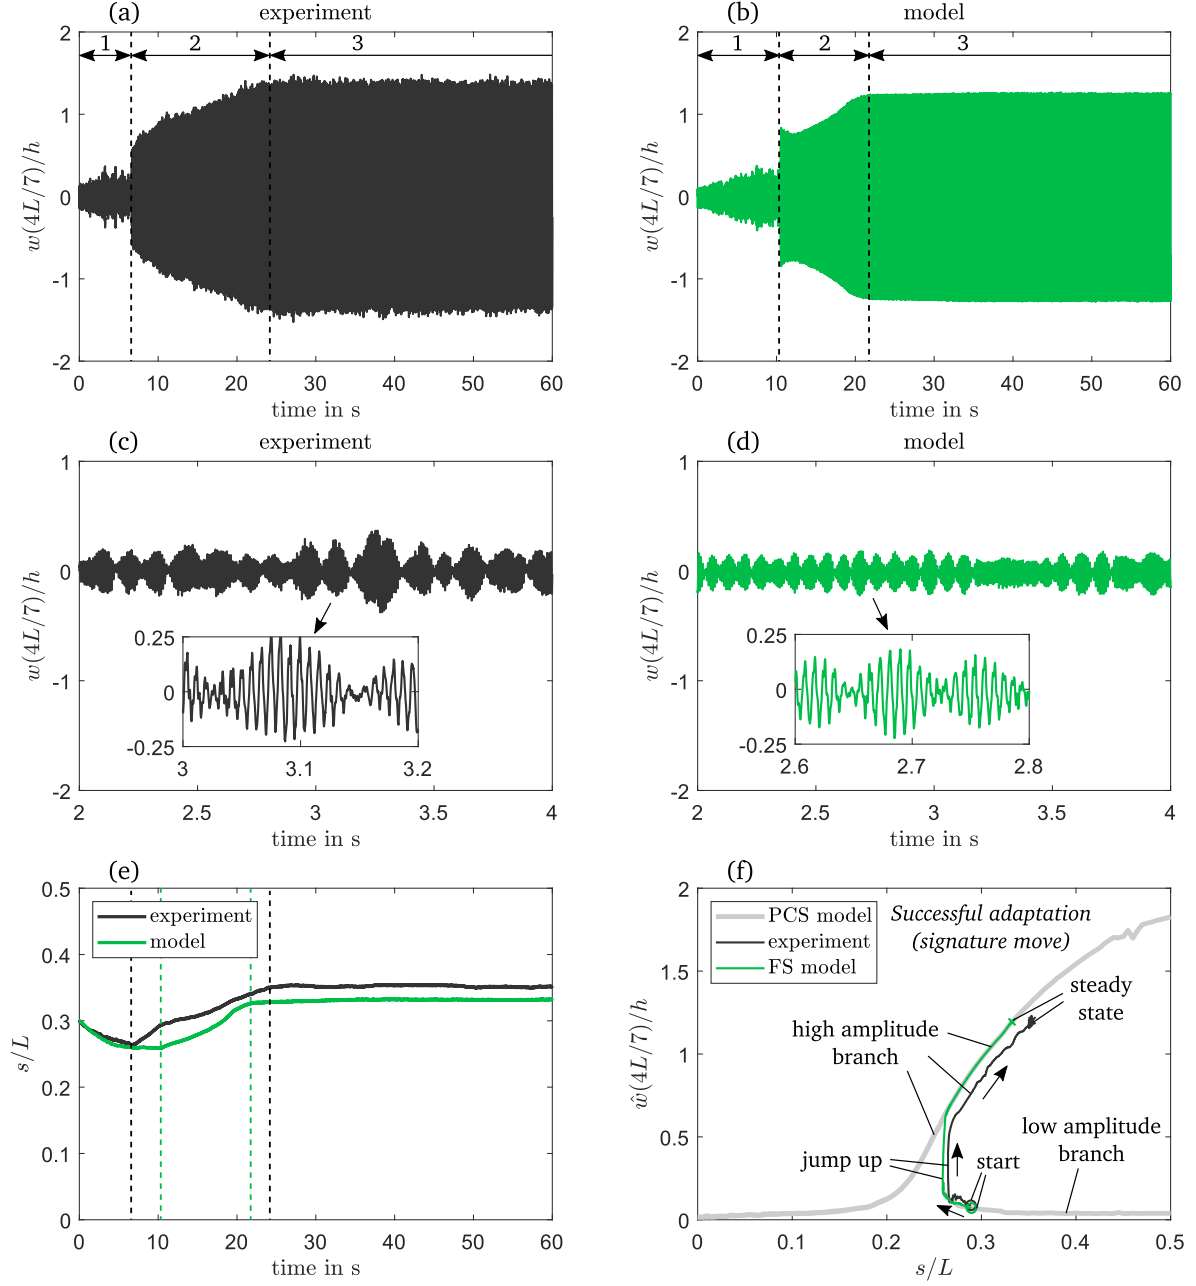 (a)
experiment
2
1
0
-1
-2
w(4L/7)/h
1
2
3
0
10
20
30
40
50
60
time in s
(b)
model
2
1
0
-1
-2
w(4L/7)/h
1
2
3
0
10
20
30
40
50
60
time in s
(c)
experiment
1
0
-1
-2
w(4L/7)/h
0.25
0
-0.25
3
3.1
3.2
2
2.5
3
3.5
4
time in s
(d)
model
1
0
-1
-2
w(4L/7)/h
0.25
0
-0.25
2.6
2.7
2.8
2
2.5
3
3.5
4
time in s
(e)
0.5
0.4
0.3
0.2
0.1
0
s/L
experiment
model
0
10
20
30
40
50
60
time in s
(f)
2
1.5
1
0.5
0
ŵ(4L/7)/h
PCS model
experiment
FS model
Successful adaptation
(signature move)
steady
state
high amplitude
branch
low amplitude
branch
jump up
start
0
0.1
0.2
0.3
0.4
0.5
s/L